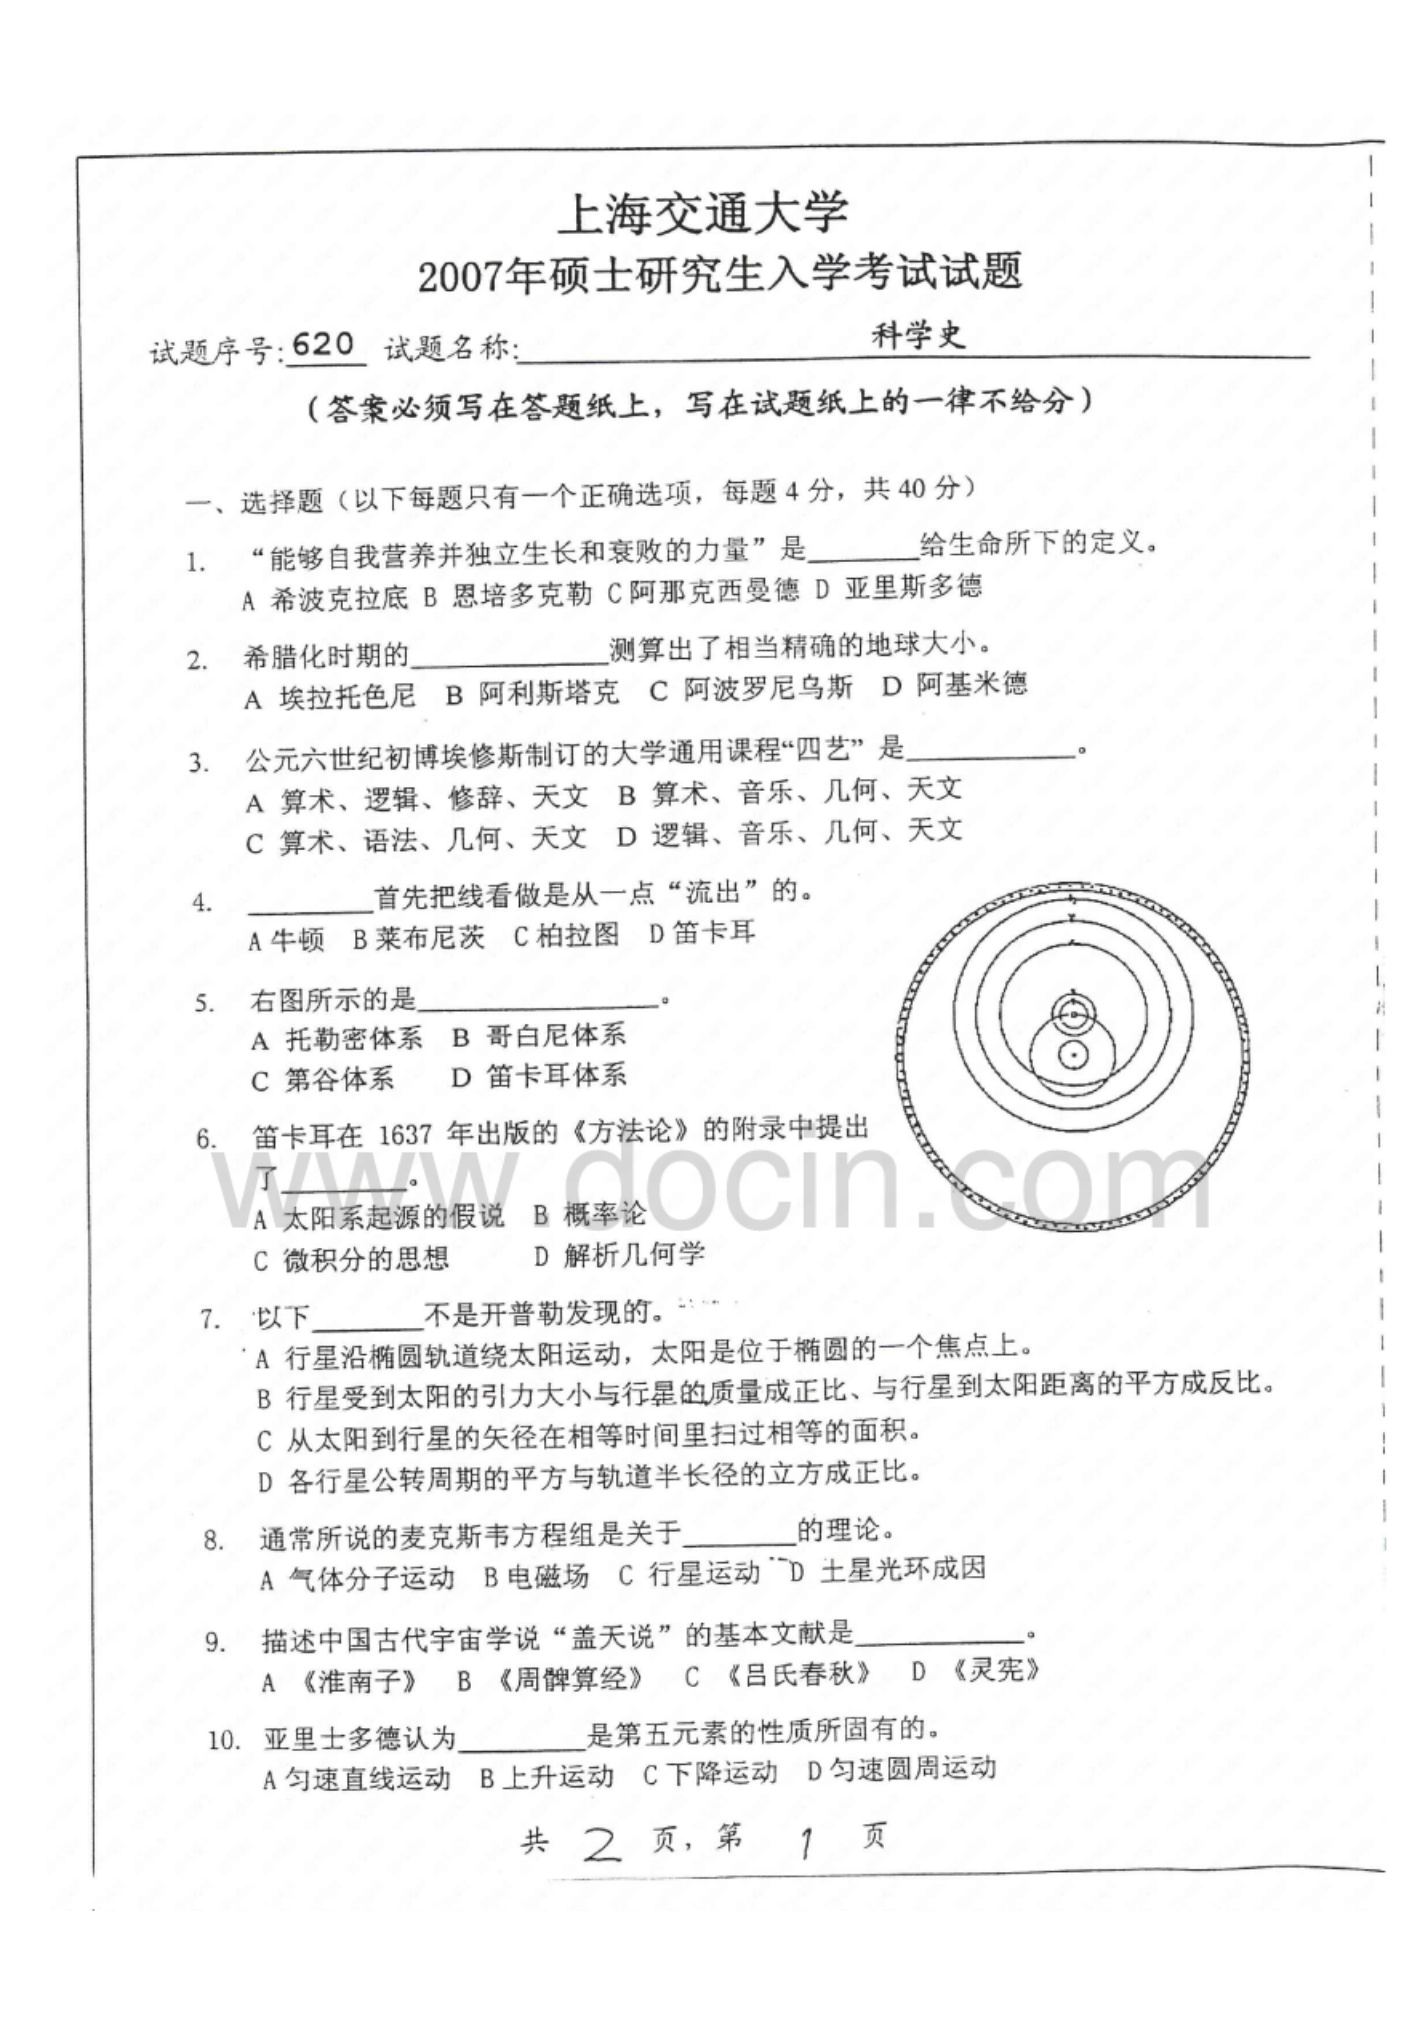 上海交通大学
2007年硕士研究生入学考试试题
试题序号:620 试题名称: 科学史
(答案必须写在答题纸上，写在试题纸上的一律不给分)
一、选择题（以下每题只有一个正确选项，每题 4 分，共 40 分）
1. “能够自我营养并独立生长和衰败的力量”是________给生命所下的定义。
A 希波克拉底 B 恩培多克勒 C阿那克西曼德 D 亚里斯多德
2. 希腊化时期的______________测算出了相当精确的地球大小。
A 埃拉托色尼 B 阿利斯塔克 C 阿波罗尼乌斯 D 阿基米德
3. 公元六世纪初博埃修斯制订的大学通用课程“四艺”是____________。
A 算术、逻辑、修辞、天文 B 算术、音乐、几何、天文
C 算术、语法、几何、天文 D 逻辑、音乐、几何、天文
4. _________首先把线看做是从一点“流出”的。
A牛顿 B莱布尼茨 C柏拉图 D笛卡耳
5. 右图所示的是_________________。
A 托勒密体系 B 哥白尼体系
C 第谷体系 D 笛卡耳体系
6. 笛卡耳在 1637 年出版的《方法论》的附录中提出
了_________。
A 太阳系起源的假说 B 概率论
C 微积分的思想 D 解析几何学
www.docin.com
7. 以下________不是开普勒发现的。
A 行星沿椭圆轨道绕太阳运动，太阳是位于椭圆的一个焦点上。
B 行星受到太阳的引力大小与行星的质量成正比、与行星到太阳距离的平方成反比。
C 从太阳到行星的矢径在相等时间里扫过相等的面积。
D 各行星公转周期的平方与轨道半长径的立方成正比。
8. 通常所说的麦克斯韦方程组是关于________的理论。
A 气体分子运动 B电磁场 C 行星运动 D 土星光环成因
9. 描述中国古代宇宙学说“盖天说”的基本文献是____________。
A 《淮南子》 B 《周髀算经》 C 《吕氏春秋》 D 《灵宪》
10. 亚里士多德认为_________是第五元素的性质所固有的。
A匀速直线运动 B上升运动 C下降运动 D匀速圆周运动
共 2 页，第 1 页